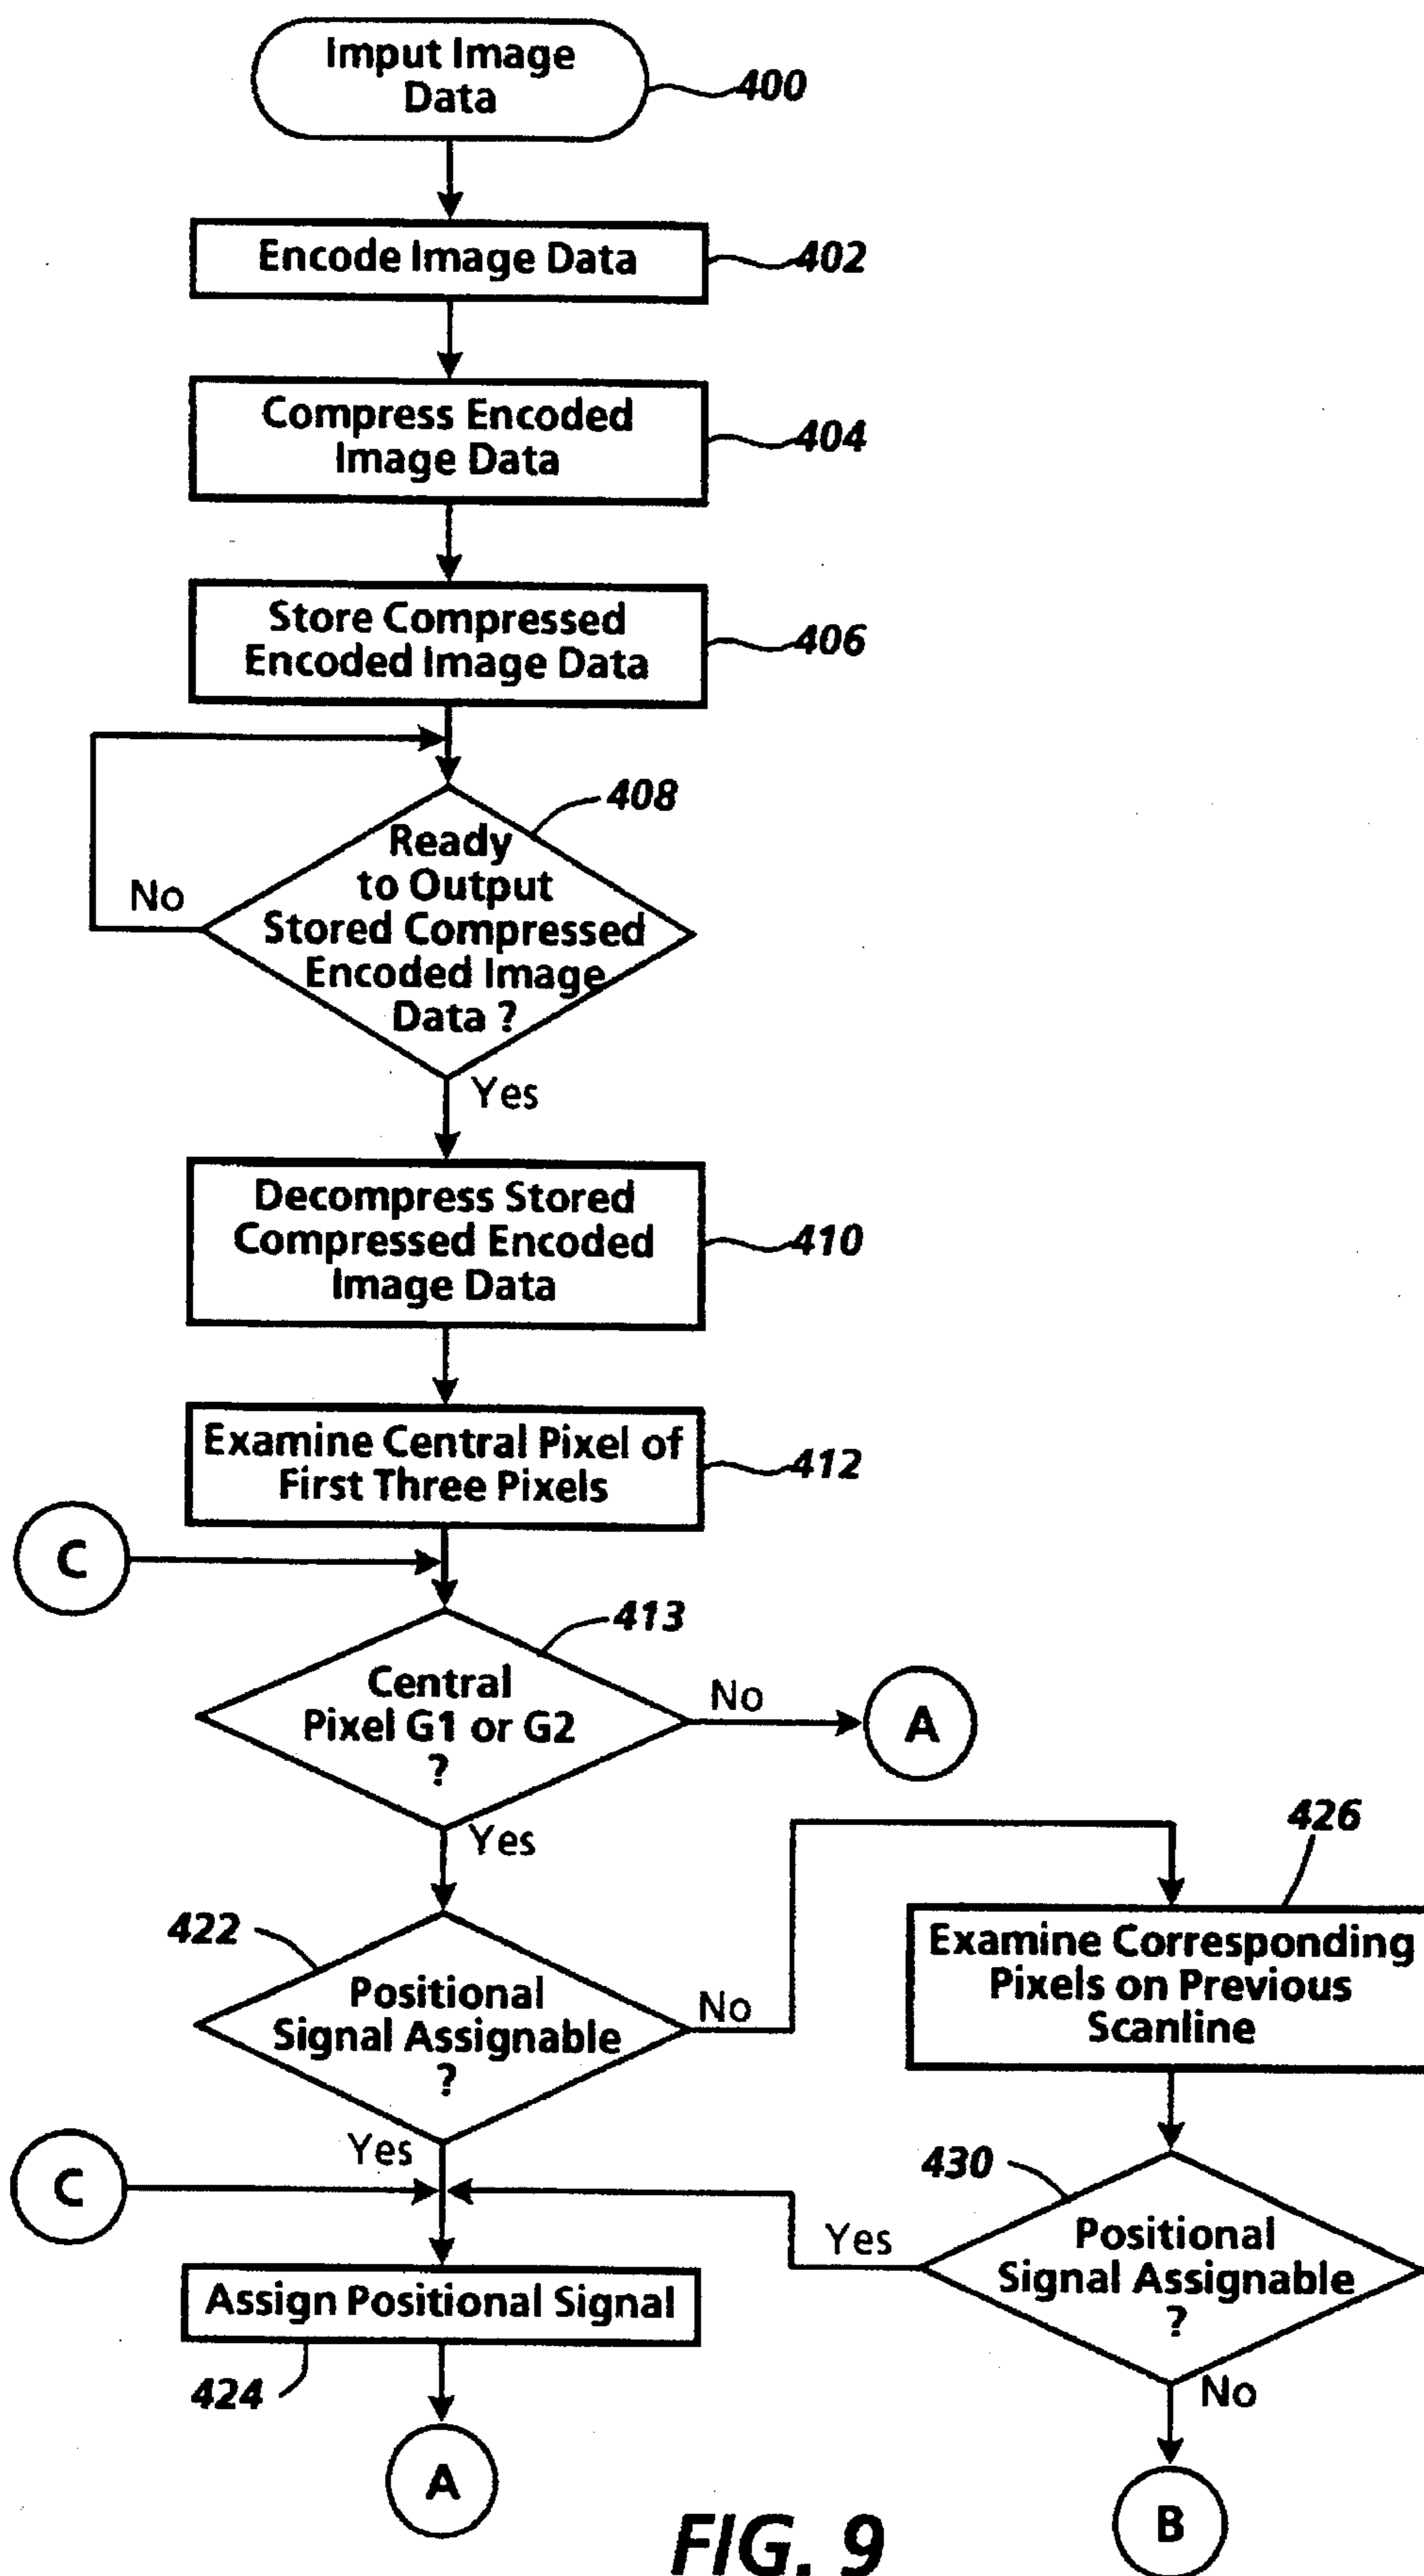 Imput Image
Data
400
Encode Image Data
402
Compress Encoded
Image Data
404
Store Compressed
Encoded Image Data
406
408
Ready
to Output
Stored Compressed
Encoded Image
Data ?
No
Yes
Decompress Stored
Compressed Encoded
Image Data
410
Examine Central Pixel of
First Three Pixels
412
C
413
Central
Pixel G1 or G2
?
No
A
Yes
422
Positional
Signal Assignable
?
No
426
Examine Corresponding
Pixels on Previous
Scanline
Yes
C
430
Positional
Signal Assignable
?
Yes
Assign Positional Signal
424
No
A
B
FIG. 9